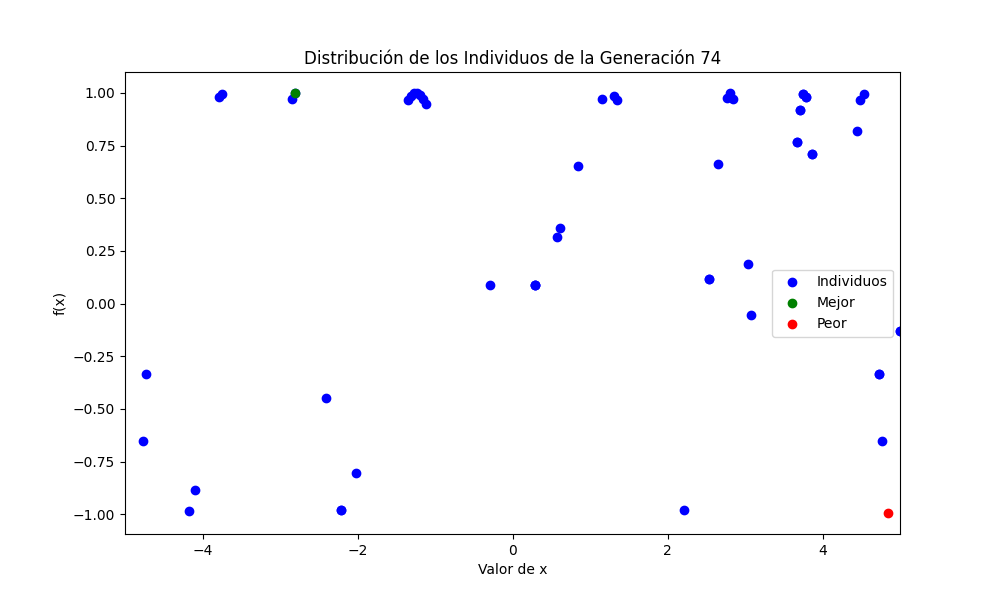 Distribución de los Individuos de la Generación 74
f(x)
1.00
0.75
0.50
0.25
0.00
−0.25
−0.50
−0.75
−1.00
Individuos
Mejor
Peor
−4
−2
0
2
4
Valor de x